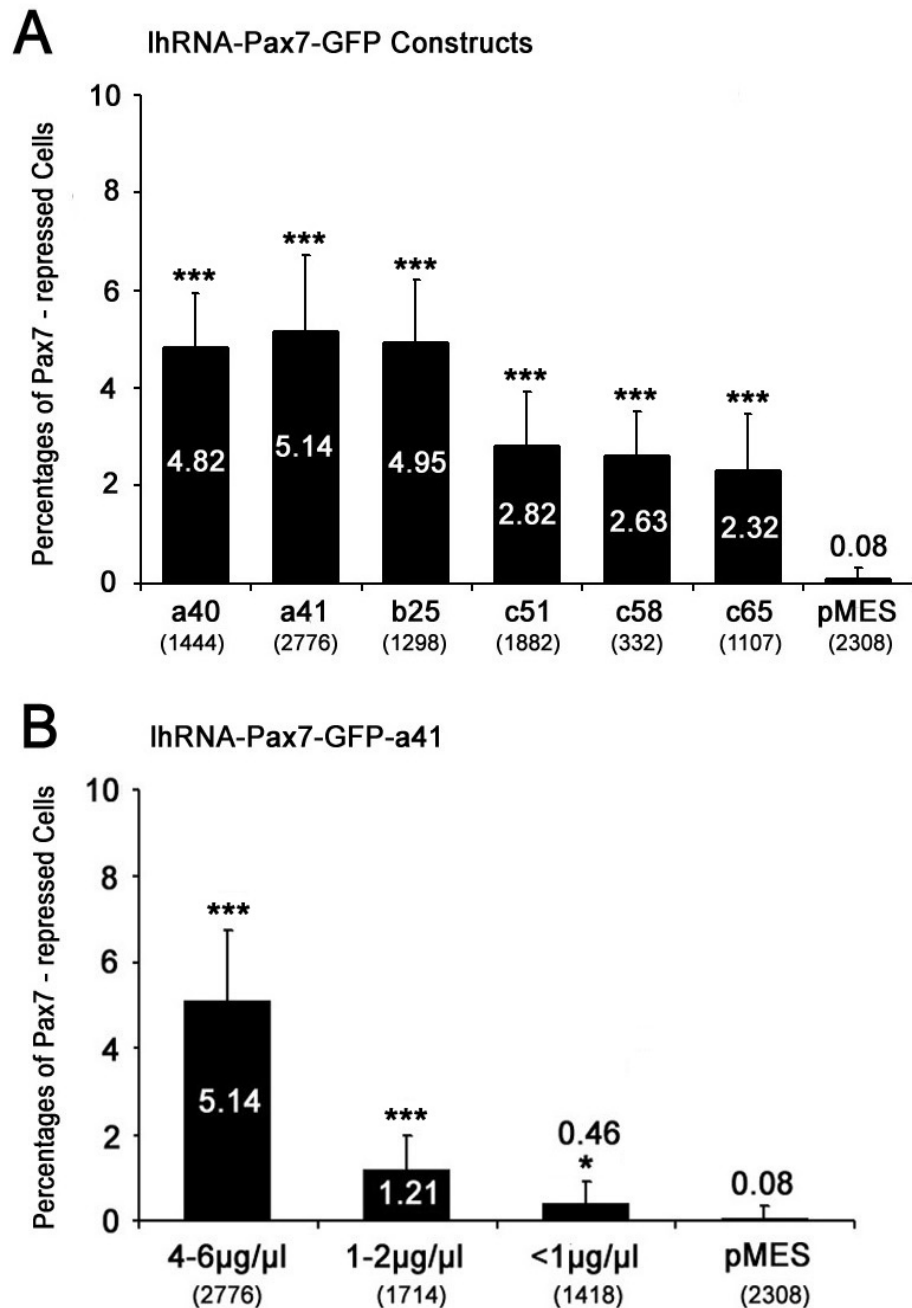 A lhRNA-Pax7-GFP Constructs
Percentages of Pax7 - repressed Cells
10
8
6
4
2
0
*** *** *** *** *** ***
4.82 5.14 4.95 2.82 2.63 2.32 0.08
a40 a41 b25 c51 c58 c65 pMES
(1444) (2776) (1298) (1882) (332) (1107) (2308)
B lhRNA-Pax7-GFP-a41
Percentages of Pax7 - repressed Cells
10
8
6
4
2
0
*** *** *
5.14 1.21 0.46 0.08
4-6µg/µl 1-2µg/µl <1µg/µl pMES
(2776) (1714) (1418) (2308)